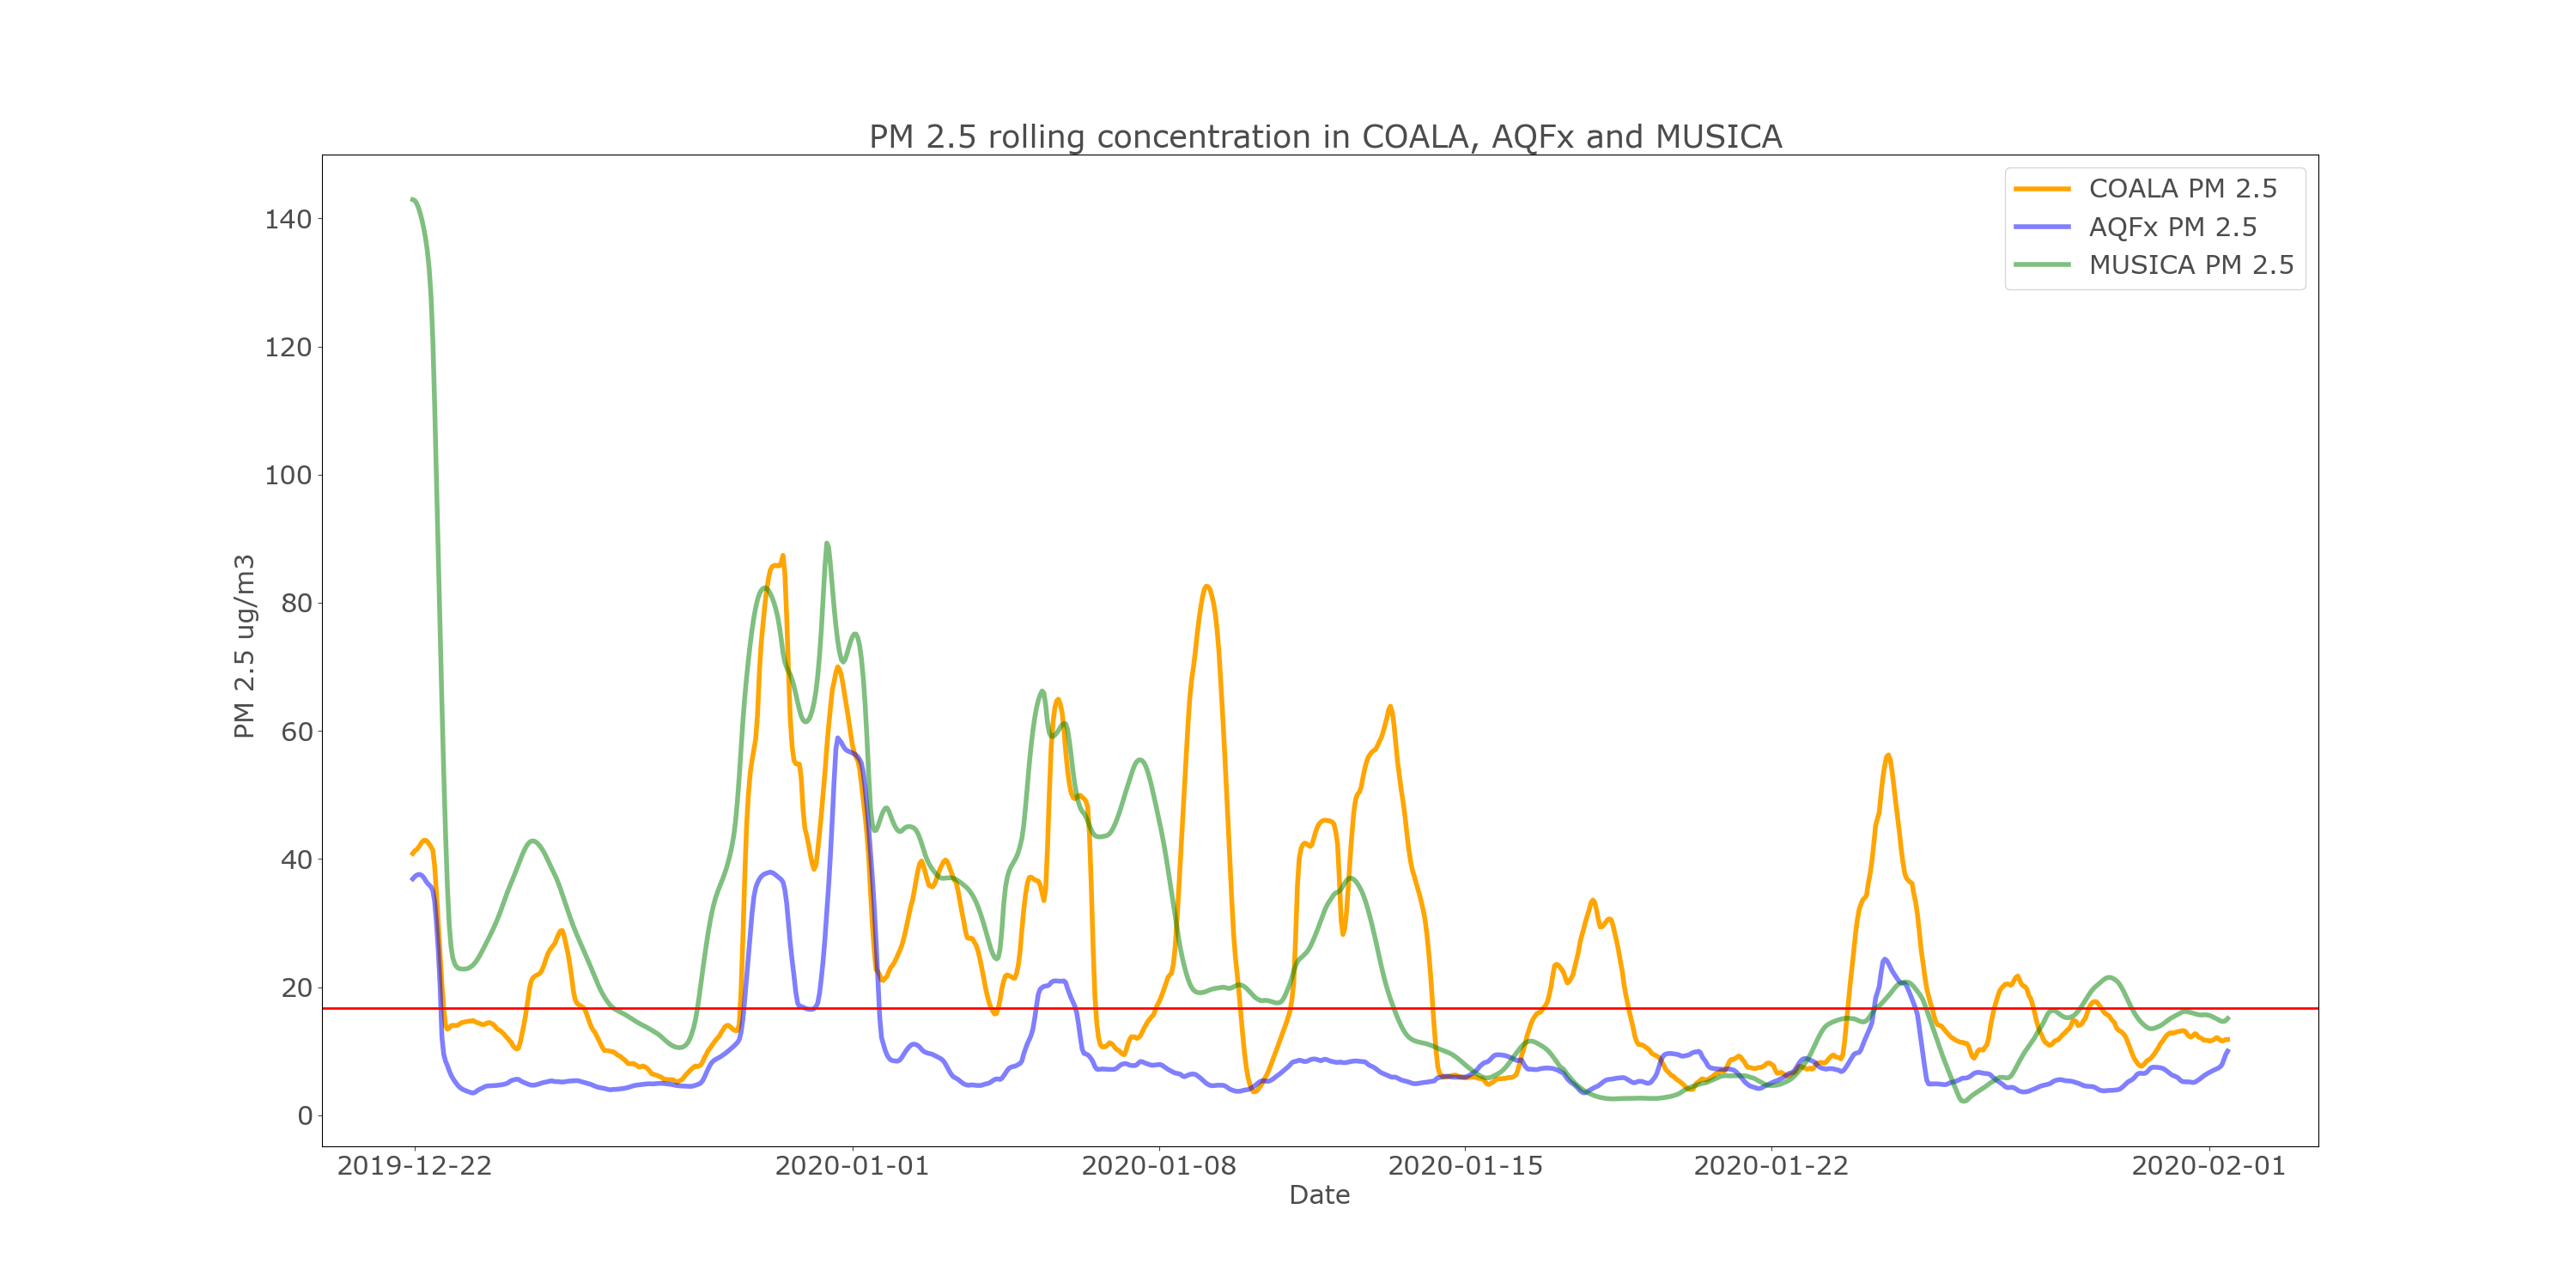 PM 2.5 rolling concentration in COALA, AQFx and MUSICA
COALA PM 2.5
AQFx PM 2.5
MUSICA PM 2.5
PM 2.5 ug/m3
140
120
100
80
60
40
20
0
2019-12-22
2020-01-01
2020-01-08
2020-01-15
2020-01-22
2020-02-01
Date